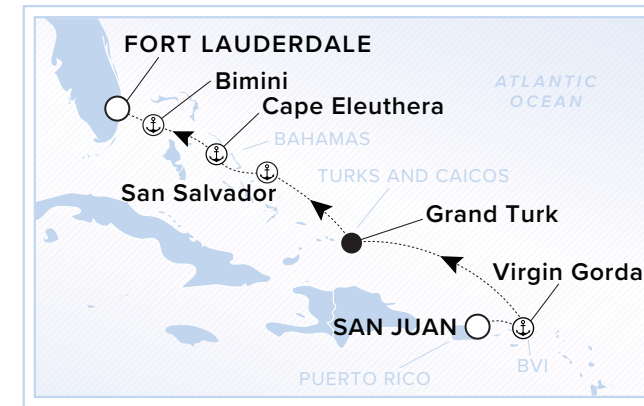 FORT LAUDERDALE
Bimini
ATLANTIC
OCEAN
Cape Eleuthera
BAHAMAS
TURKS AND CAICOS
San Salvador
Grand Turk
Virgin Gorda
SAN JUAN
BVI
PUERTO RICO